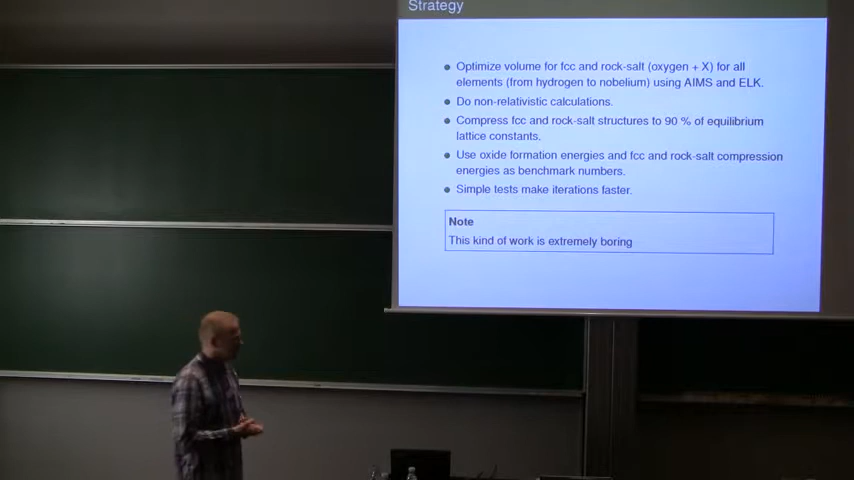 Strategy
Optimize volume for fcc and rock-salt (oxygen + X) for all
elements (from hydrogen to nobelium) using AIMS and ELK.
Do non-relativistic calculations.
Compress fcc and rock-salt structures to 90 % of equilibrium
lattice constants.
Use oxide formation energies and fcc and rock-salt compression
energies as benchmark numbers.
Simple tests make iterations faster.
Note
This kind of work is extremely boring